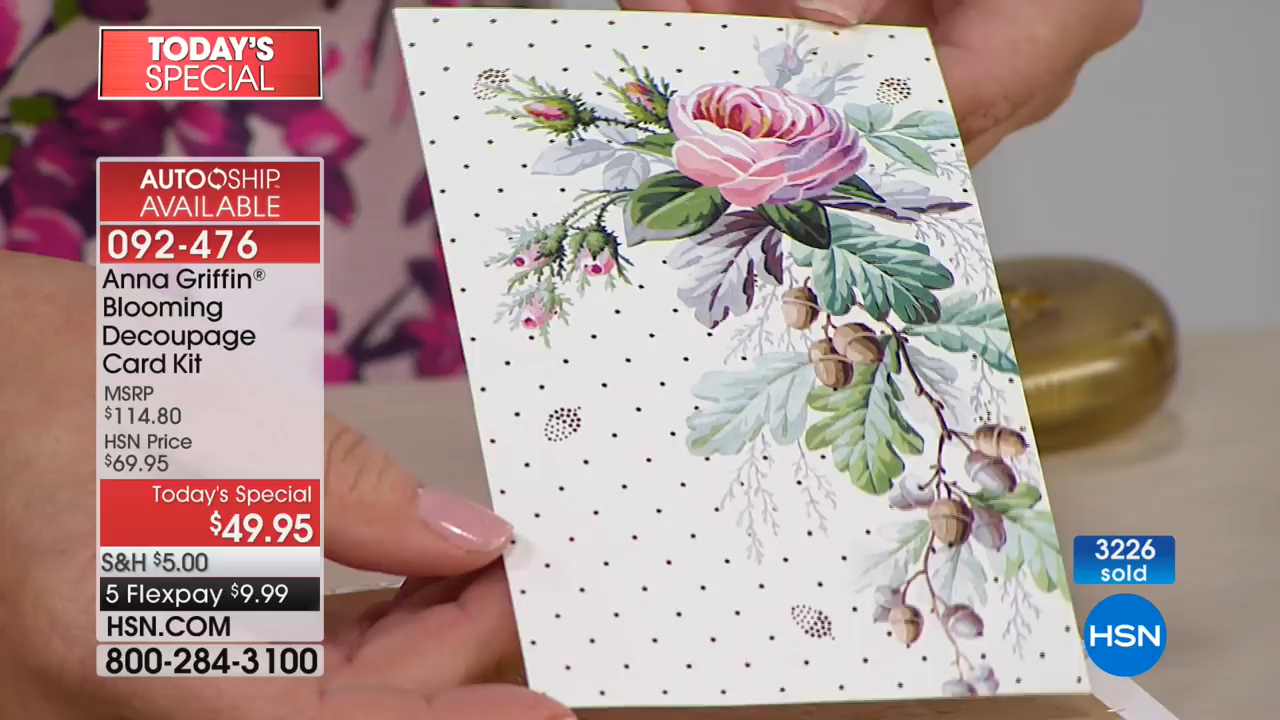 TODAY'S
SPECIAL
AUTOSHIP™
AVAILABLE
092-476
Anna Griffin®
Blooming
Decoupage
Card Kit
MSRP
$114.80
HSN Price
$69.95
Today's Special
$49.95
S&H $5.00
5 Flexpay $9.99
HSN.COM
800-284-3100
3226
sold
HSN